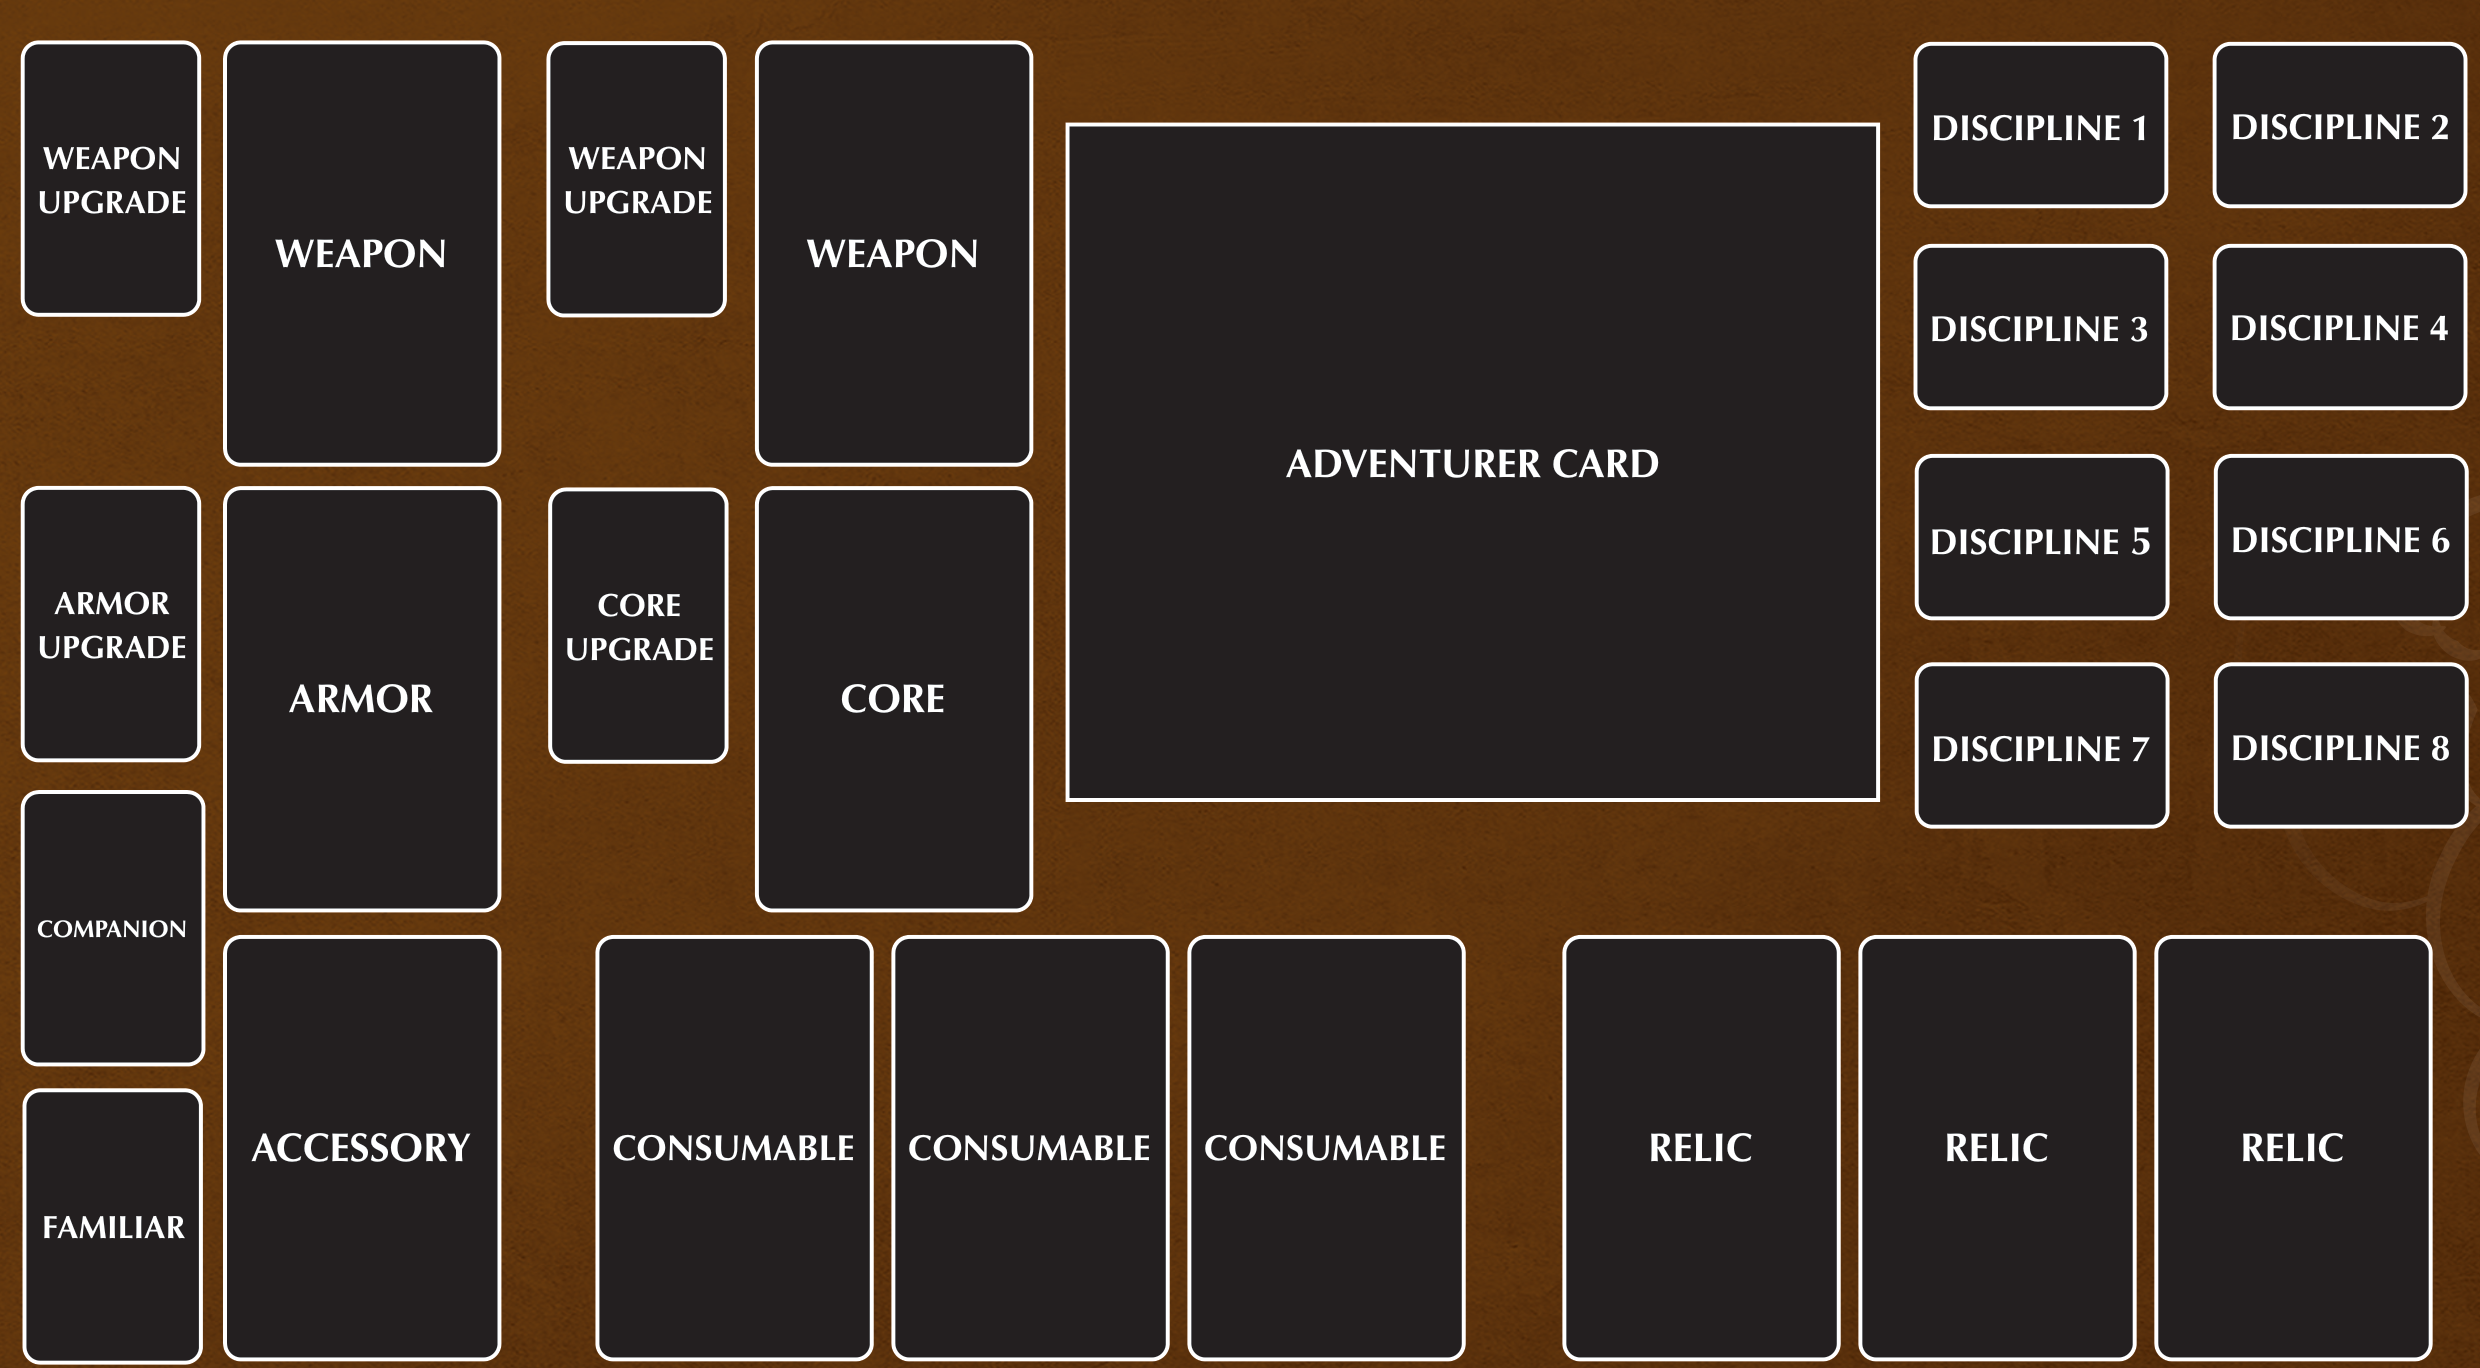 WEAPON
UPGRADE
WEAPON
WEAPON
UPGRADE
WEAPON
ADVENTURER CARD
DISCIPLINE 1
DISCIPLINE 2
DISCIPLINE 3
DISCIPLINE 4
DISCIPLINE 5
DISCIPLINE 6
DISCIPLINE 7
DISCIPLINE 8
ARMOR
UPGRADE
ARMOR
CORE
UPGRADE
CORE
COMPANION
FAMILIAR
ACCESSORY
CONSUMABLE
CONSUMABLE
CONSUMABLE
RELIC
RELIC
RELIC